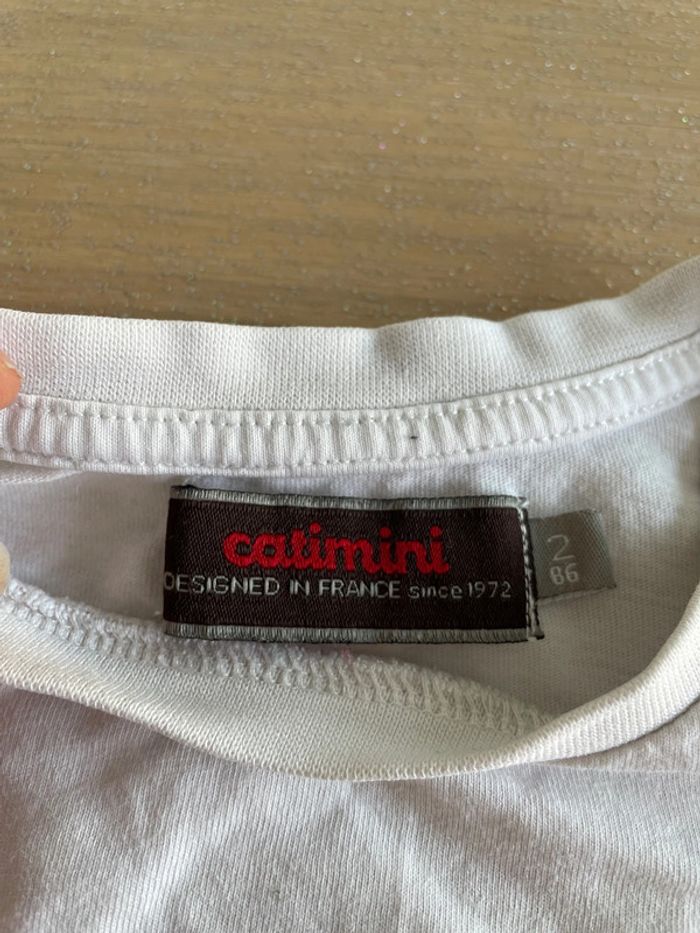 catimini
DESIGNED IN FRANCE since 1972
2
86